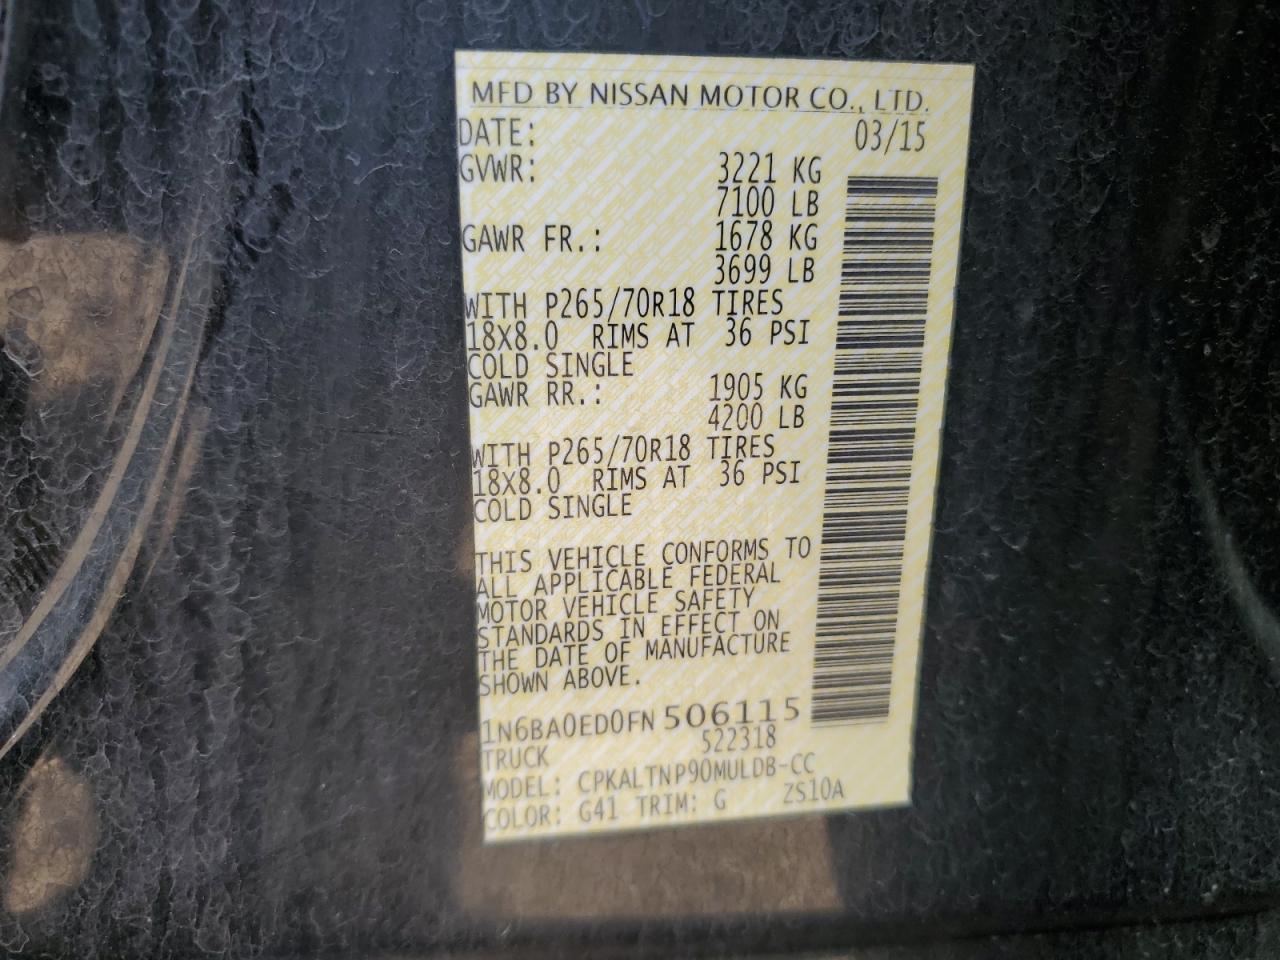 MFD BY NISSAN MOTOR CO., LTD.
DATE: 03/15
GVWR: 3221 KG
7100 LB
GAWR FR.: 1678 KG
3699 LB
WITH P265/70R18 TIRES
18X8.0 RIMS AT 36 PSI
COLD SINGLE
GAWR RR.: 1905 KG
4200 LB
WITH P265/70R18 TIRES
18X8.0 RIMS AT 36 PSI
COLD SINGLE
THIS VEHICLE CONFORMS TO
ALL APPLICABLE FEDERAL
MOTOR VEHICLE SAFETY
STANDARDS IN EFFECT ON
THE DATE OF MANUFACTURE
SHOWN ABOVE.
1N6BA0ED0FN 506115
TRUCK 522318
MODEL: CPKALTNP90MULDB-CC
COLOR: G41 TRIM: G ZS10A